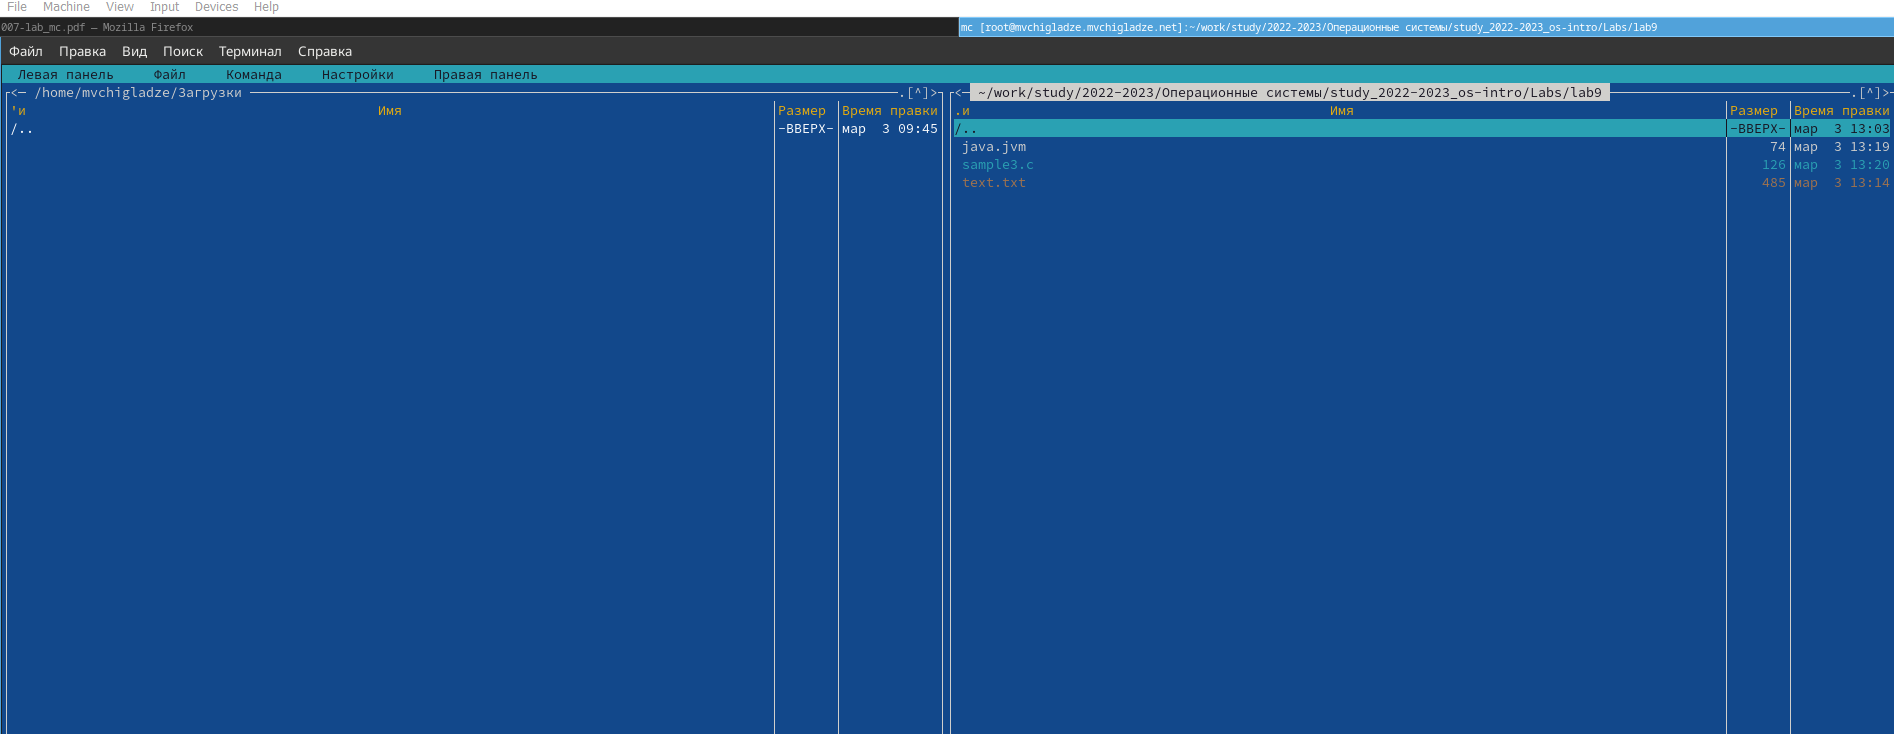 File Machine View Input Devices Help
007-lab_mc.pdf — Mozilla Firefox
mc [root@mvchigladze.mvchigladze.net]:~/work/study/2022-2023/Операционные системы/study_2022-2023_os-intro/Labs/lab9
Файл Правка Вид Поиск Терминал Справка
Левая панель Файл Команда Настройки Правая панель
<— /home/mvchigladze/Загрузки .[^]>
'и Имя Размер Время правки
/.. -ВВЕРХ- мар 3 09:45
<— ~/work/study/2022-2023/Операционные системы/study_2022-2023_os-intro/Labs/lab9 .[^]>
.и Имя Размер Время правки
/.. -ВВЕРХ- мар 3 13:03
java.jvm 74 мар 3 13:19
sample3.c 126 мар 3 13:20
text.txt 485 мар 3 13:14